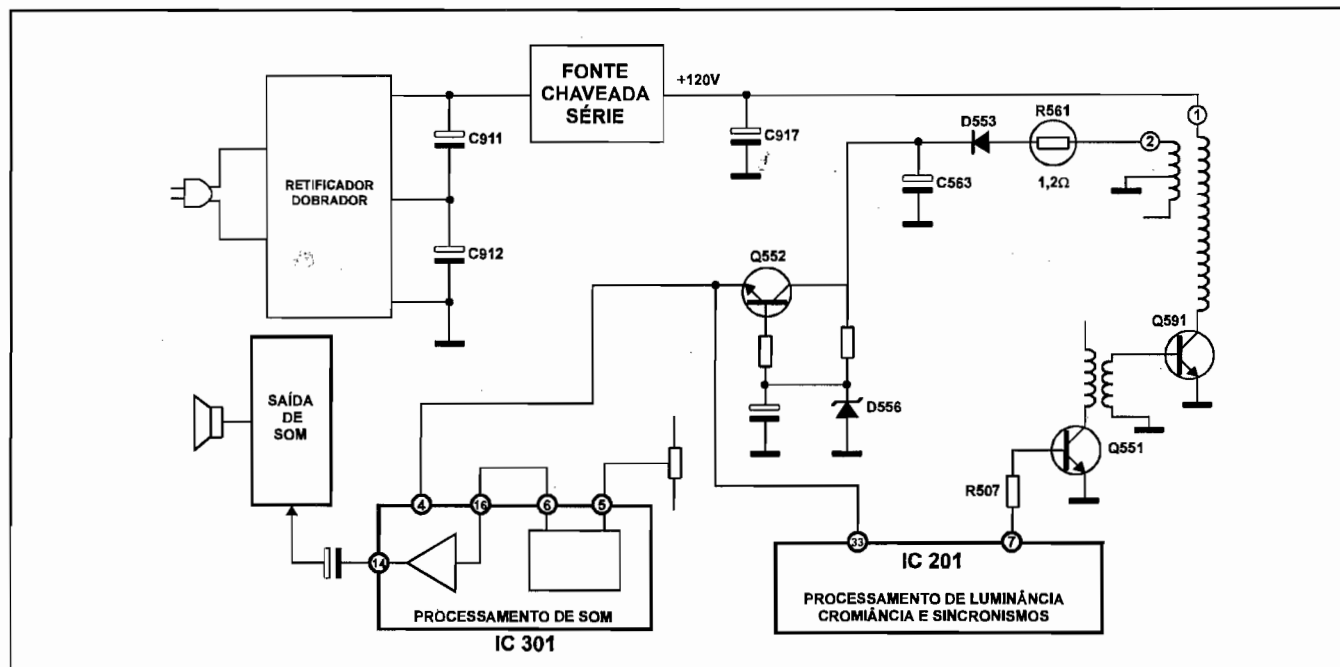 FONTE
CHAVEADA
SÉRIE
+120V
1
R561
D553
2
C911
C917
C563
1,2Ω
RETIFICADOR
DOBRADOR
C912
Q552
Q591
SAÍDA
DE
SOM
D556
Q551
R507
4
16
6
5
33
7
14
IC 201
PROCESSAMENTO DE SOM
IC 301
PROCESSAMENTO DE LUMINÂNCIA
CROMIÂNCIA E SINCRONISMOS